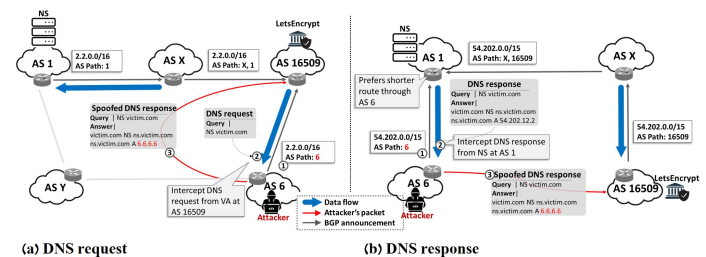 NS
AS 1
2.2.0.0/16
AS Path: 1
AS X
2.2.0.0/16
AS Path: X, 1
LetsEncrypt
AS 16509
Spoofed DNS response
Query | NS victim.com
Answer|
victim.com NS ns.victim.com
ns.victim.com A 6.6.6.6
3
DNS request
Query |
NS victim.com
2
1
2.2.0.0/16
AS Path: 6
AS Y
Intercept DNS
request from VA at
AS 16509
AS 6
Attacker
Data flow
Attacker's packet
BGP announcement
(a) DNS request
NS
AS 1
54.202.0.0/15
AS Path: X, 16509
AS X
Prefers shorter
route through
AS 6
DNS response
Query | NS victim.com
Answer|
victim.com NS ns.victim.com
ns.victim.com A 54.202.12.2
54.202.0.0/15
AS Path: 6
1
2
Intercept DNS response
from NS at AS 1
54.202.0.0/15
AS Path: 16509
AS 6
Attacker
3
Spoofed DNS response
Query | NS victim.com
Answer|
victim.com NS ns.victim.com
ns.victim.com A 6.6.6.6
AS 16509
LetsEncrypt
(b) DNS response